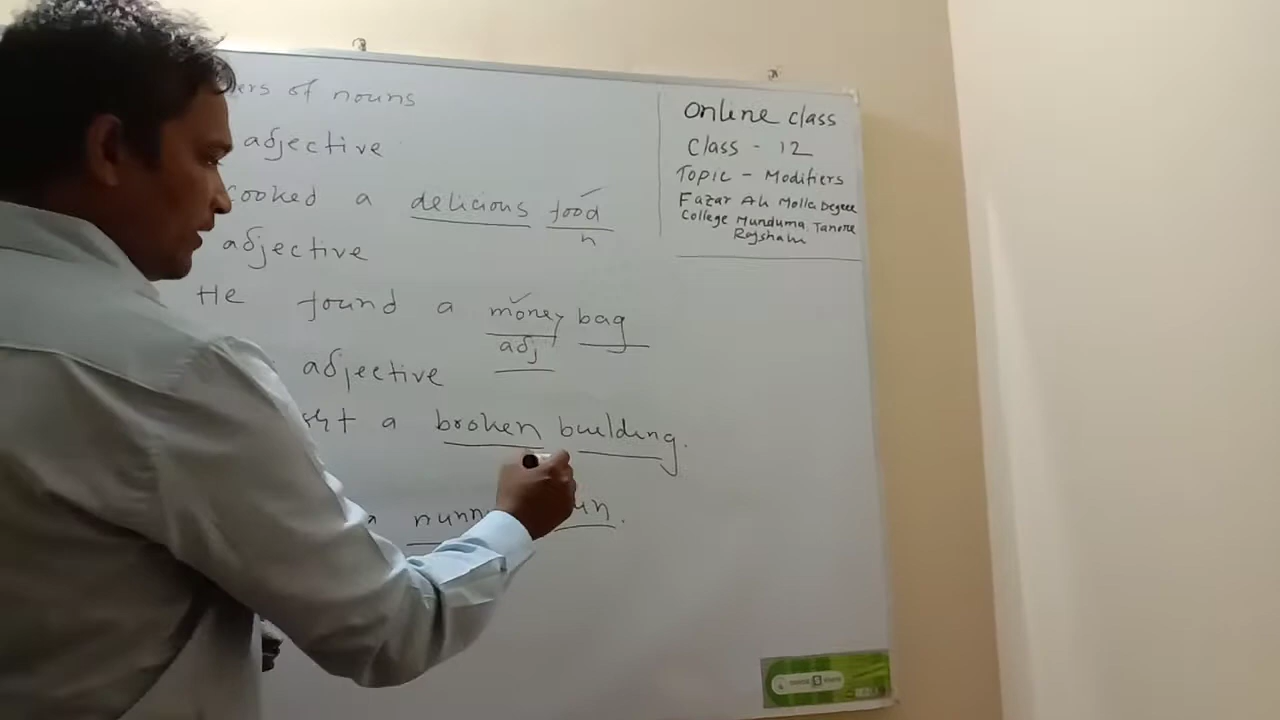 ers of nouns
adjective
cooked a delicious food
n
adjective
He found a money bag
adj
adjective
a broken building.
a
online class
Class - 12
Topic - Modifiers
Fazar Ali Molla Degree
College Munduma Tanore
Rajshahi